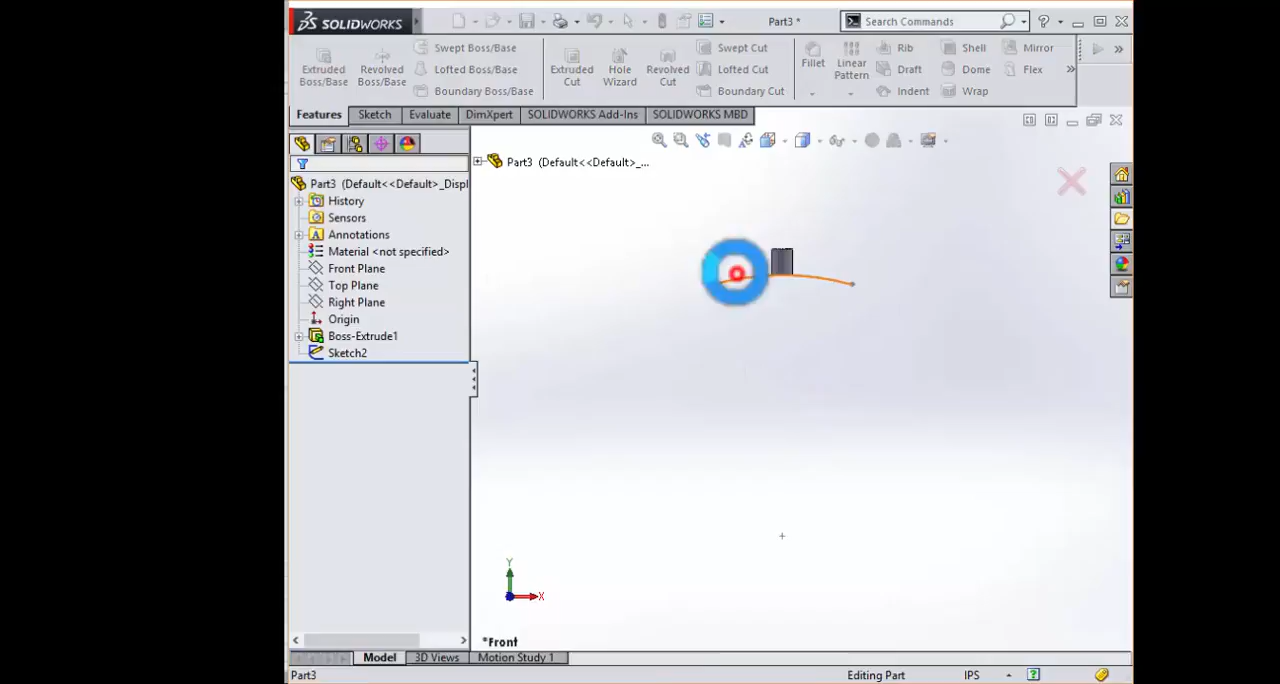 SOLIDWORKS
Part3 *
Search Commands
Extruded Boss/Base
Revolved Boss/Base
Swept Boss/Base
Lofted Boss/Base
Boundary Boss/Base
Extruded Cut
Hole Wizard
Revolved Cut
Swept Cut
Lofted Cut
Boundary Cut
Fillet
Linear Pattern
Rib
Draft
Indent
Shell
Dome
Wrap
Mirror
Flex
Features
Sketch
Evaluate
DimXpert
SOLIDWORKS Add-Ins
SOLIDWORKS MBD
Part3 (Default<<Default>_...
Part3 (Default<<Default>_Displ
History
Sensors
Annotations
Material <not specified>
Front Plane
Top Plane
Right Plane
Origin
Boss-Extrude1
Sketch2
Y
X
*Front
Model
3D Views
Motion Study 1
Part3
Editing Part
IPS